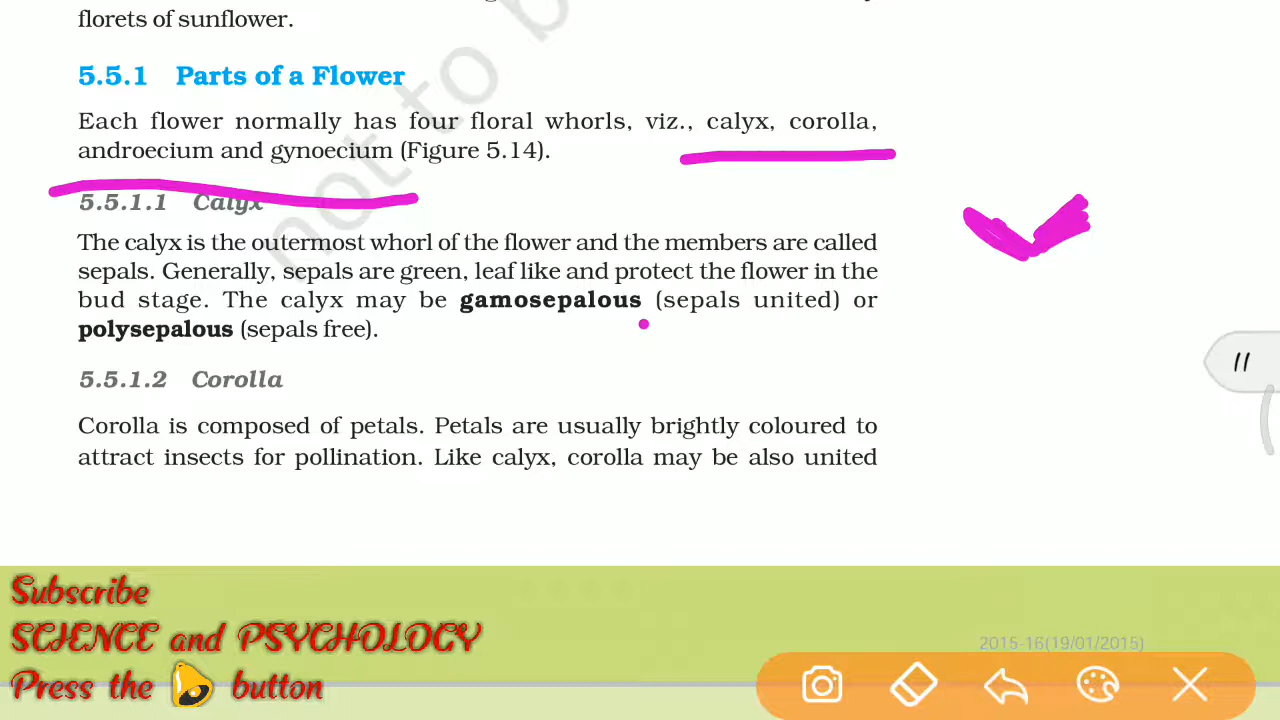 florets of sunflower.
5.5.1 Parts of a Flower
Each flower normally has four floral whorls, viz., calyx, corolla,
androecium and gynoecium (Figure 5.14).
5.5.1.1 Calyx
The calyx is the outermost whorl of the flower and the members are called
sepals. Generally, sepals are green, leaf like and protect the flower in the
bud stage. The calyx may be gamosepalous (sepals united) or
polysepalous (sepals free).
5.5.1.2 Corolla
Corolla is composed of petals. Petals are usually brightly coloured to
attract insects for pollination. Like calyx, corolla may be also united
not to b
Subscribe
SCIENCE and PSYCHOLOGY
Press the button
2015-16(19/01/2015)